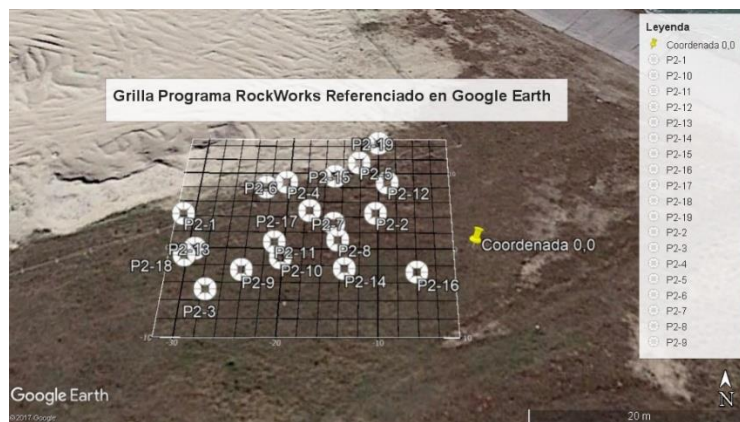 Leyenda
Coordenada 0,0
P2-1
P2-10
P2-11
P2-12
P2-13
P2-14
P2-15
P2-16
P2-17
P2-18
P2-19
P2-2
P2-3
P2-4
P2-5
P2-6
P2-7
P2-8
P2-9
Grilla Programa RockWorks Referenciado en Google Earth
P2-19
P2-5
P2-15
P2-6
P2-4
P2-12
P2-1
P2-17
P2-7
P2-2
P2-13
P2-11
P2-8
Coordenada 0,0
P2-18
P2-9
P2-10
P2-14
P2-16
P2-3
-30
-20
-10
Google Earth
©2017 Google
N
20 m